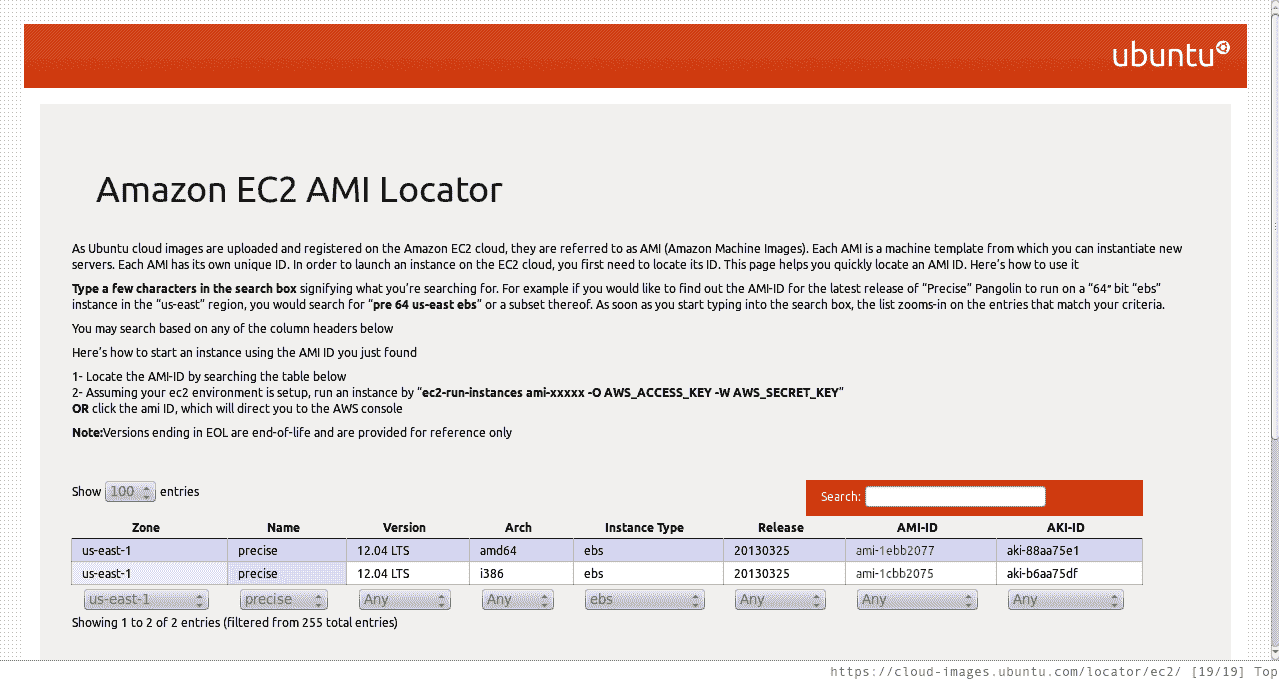 ubuntu
Amazon EC2 AMI Locator
As Ubuntu cloud images are uploaded and registered on the Amazon EC2 cloud, they are referred to as AMI (Amazon Machine Images). Each AMI is a machine template from which you can instantiate new
servers. Each AMI has its own unique ID. In order to launch an instance on the EC2 cloud, you first need to locate its ID. This page helps you quickly locate an AMI ID. Here’s how to use it
Type a few characters in the search box signifying what you’re searching for. For example if you would like to find out the AMI-ID for the latest release of “Precise” Pangolin to run on a “64″ bit “ebs”
instance in the “us-east” region, you would search for “pre 64 us-east ebs” or a subset thereof. As soon as you start typing into the search box, the list zooms-in on the entries that match your criteria.
You may search based on any of the column headers below
Here’s how to start an instance using the AMI ID you just found
1- Locate the AMI-ID by searching the table below
2- Assuming your ec2 environment is setup, run an instance by “ec2-run-instances ami-xxxxx -O AWS_ACCESS_KEY -W AWS_SECRET_KEY”
OR click the ami ID, which will direct you to the AWS console
Note:Versions ending in EOL are end-of-life and are provided for reference only
Show 100 entries Search:
Zone Name Version Arch Instance Type Release AMI-ID AKI-ID
us-east-1 precise 12.04 LTS amd64 ebs 20130325 ami-1ebb2077 aki-88aa75e1
us-east-1 precise 12.04 LTS i386 ebs 20130325 ami-1cbb2075 aki-b6aa75df
us-east-1 precise Any Any ebs Any Any Any
Showing 1 to 2 of 2 entries (filtered from 255 total entries)
https://cloud-images.ubuntu.com/locator/ec2/ [19/19] Top